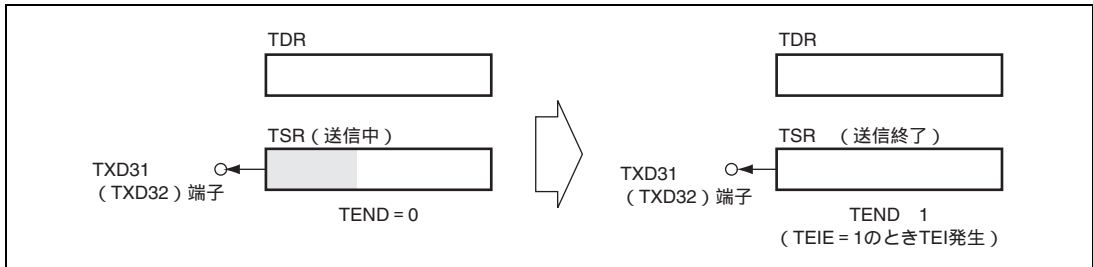 TDR
TSR（送信中）
TXD31
（TXD32）端子
TEND = 0
TDR
TSR （送信終了）
TXD31
（TXD32）端子
TEND 1
（TEIE = 1のときTEI発生）